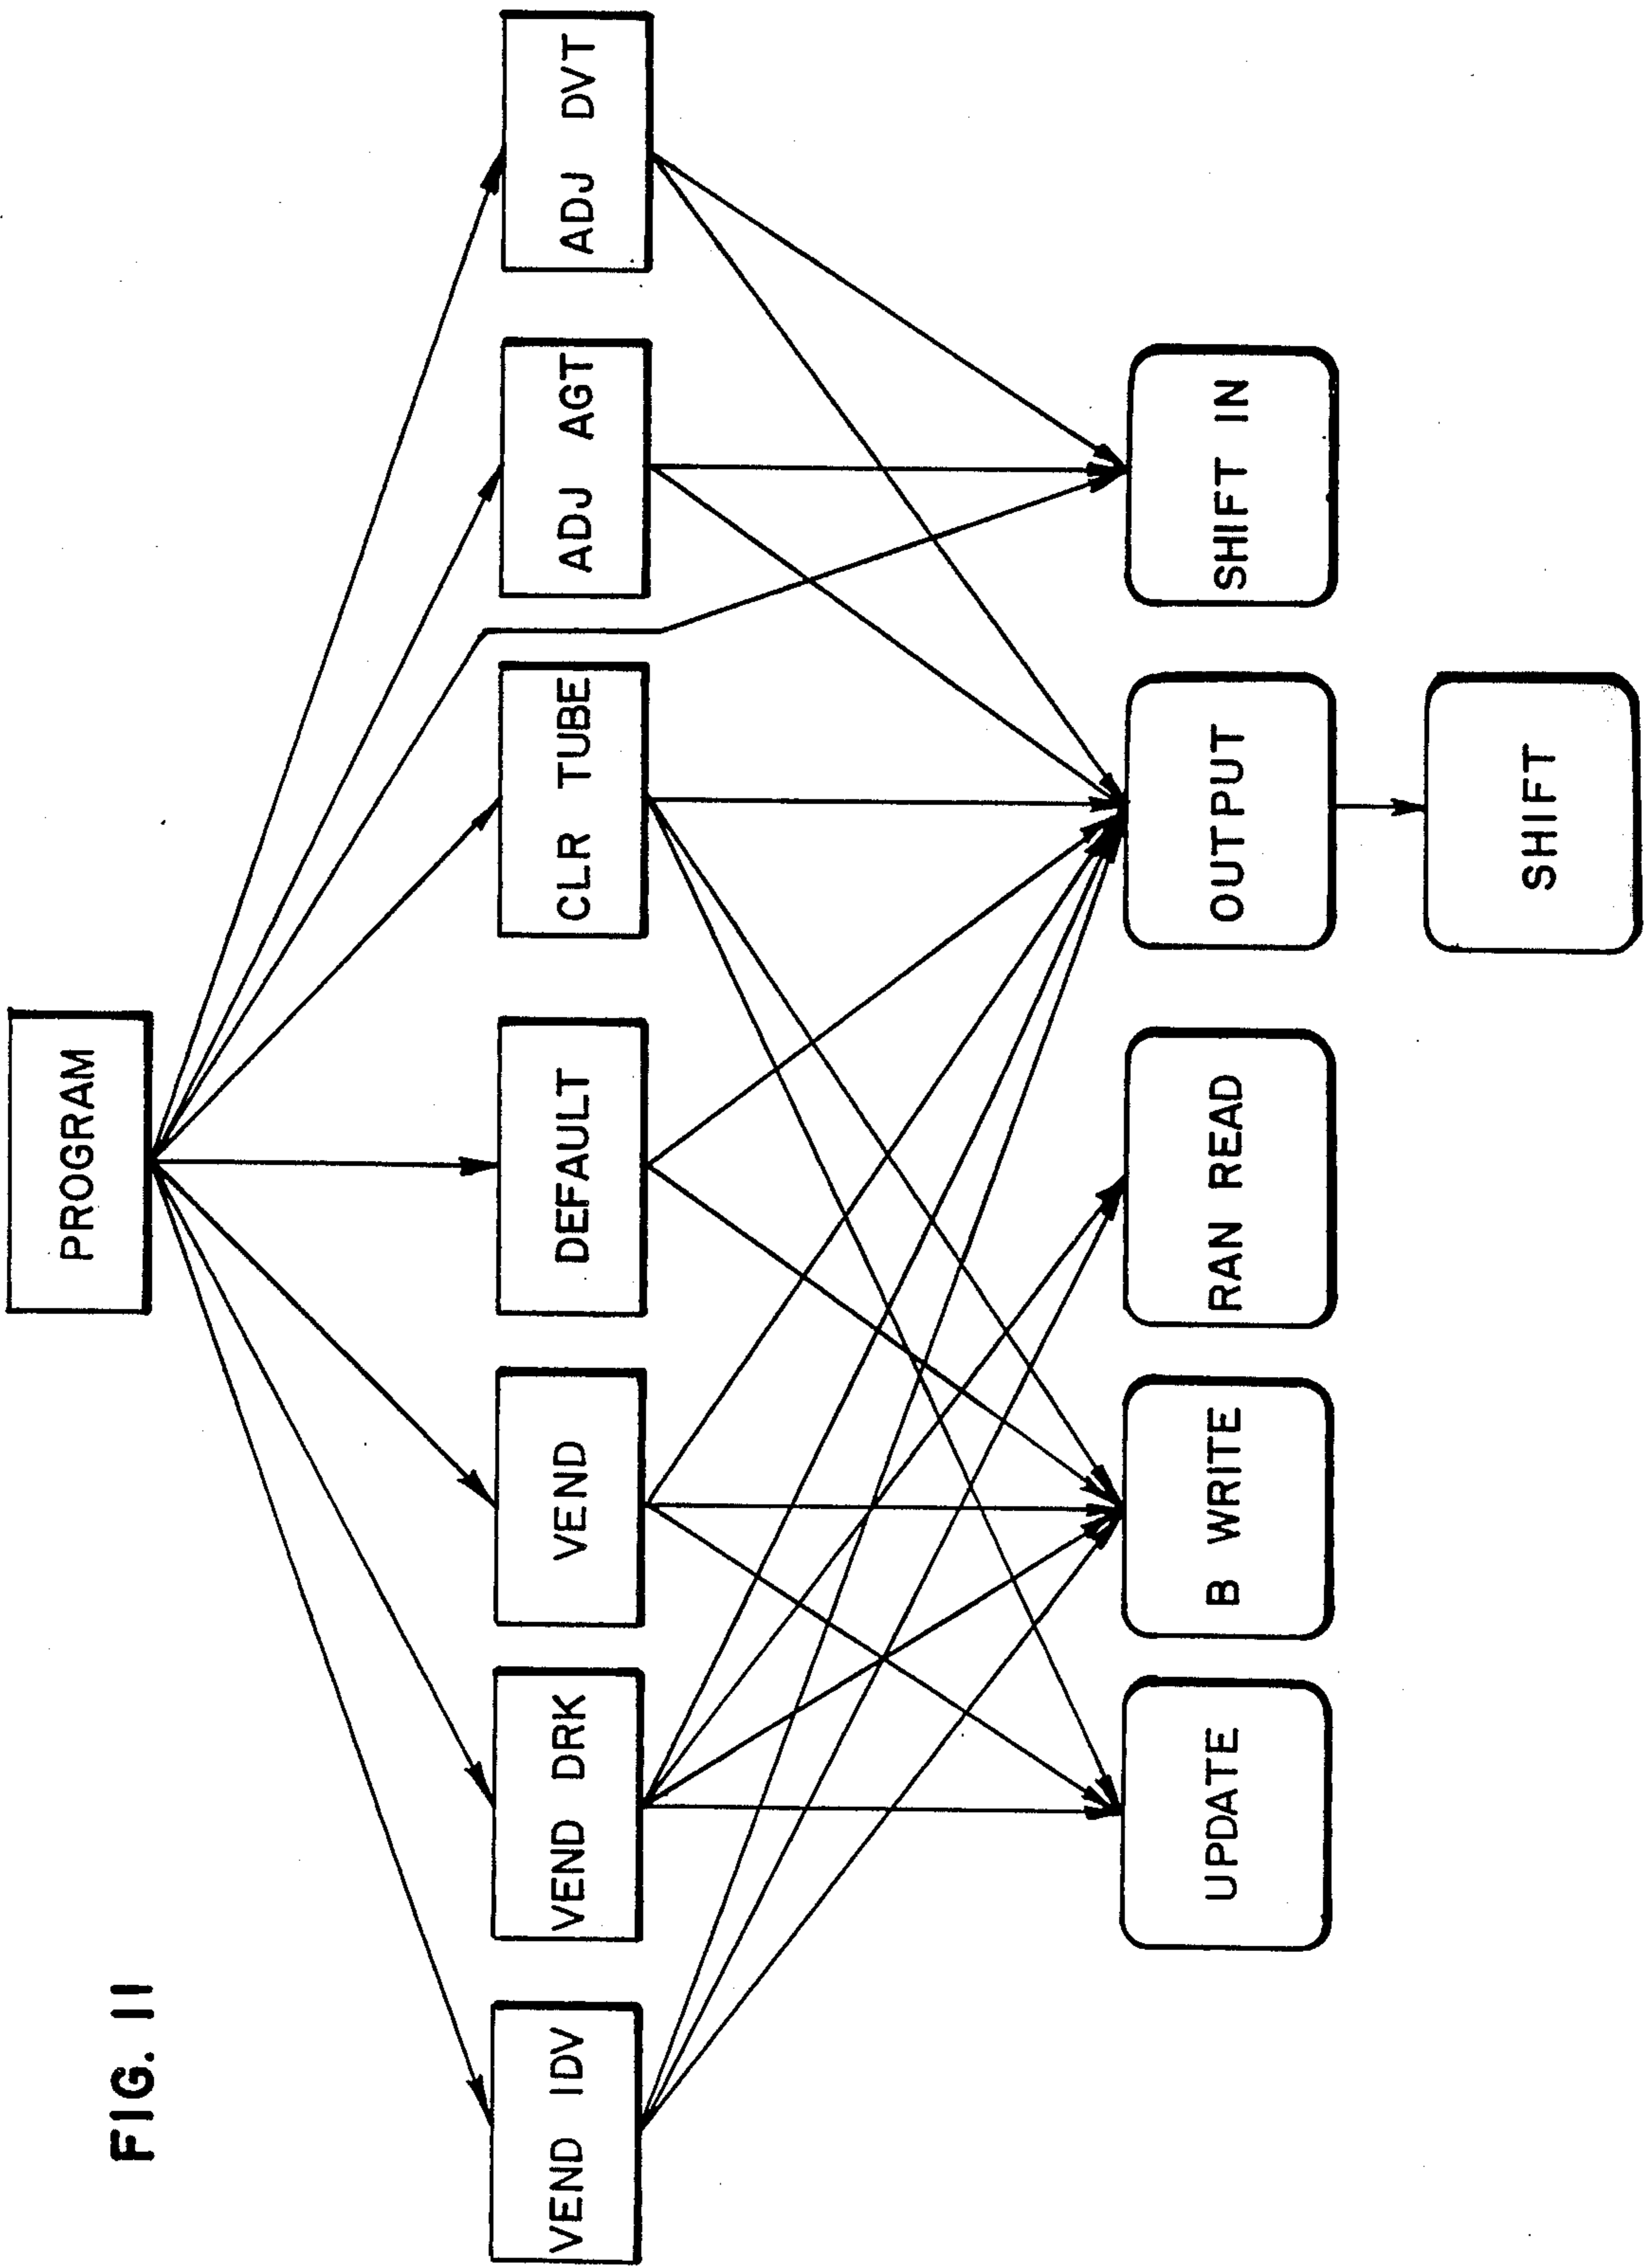 FIG. 11
PROGRAM
VEND IDV
VEND DRK
VEND
DEFAULT
CLR TUBE
ADJ AGT
ADJ DVT
UPDATE
B WRITE
RAN READ
OUTPUT
SHIFT IN
SHIFT